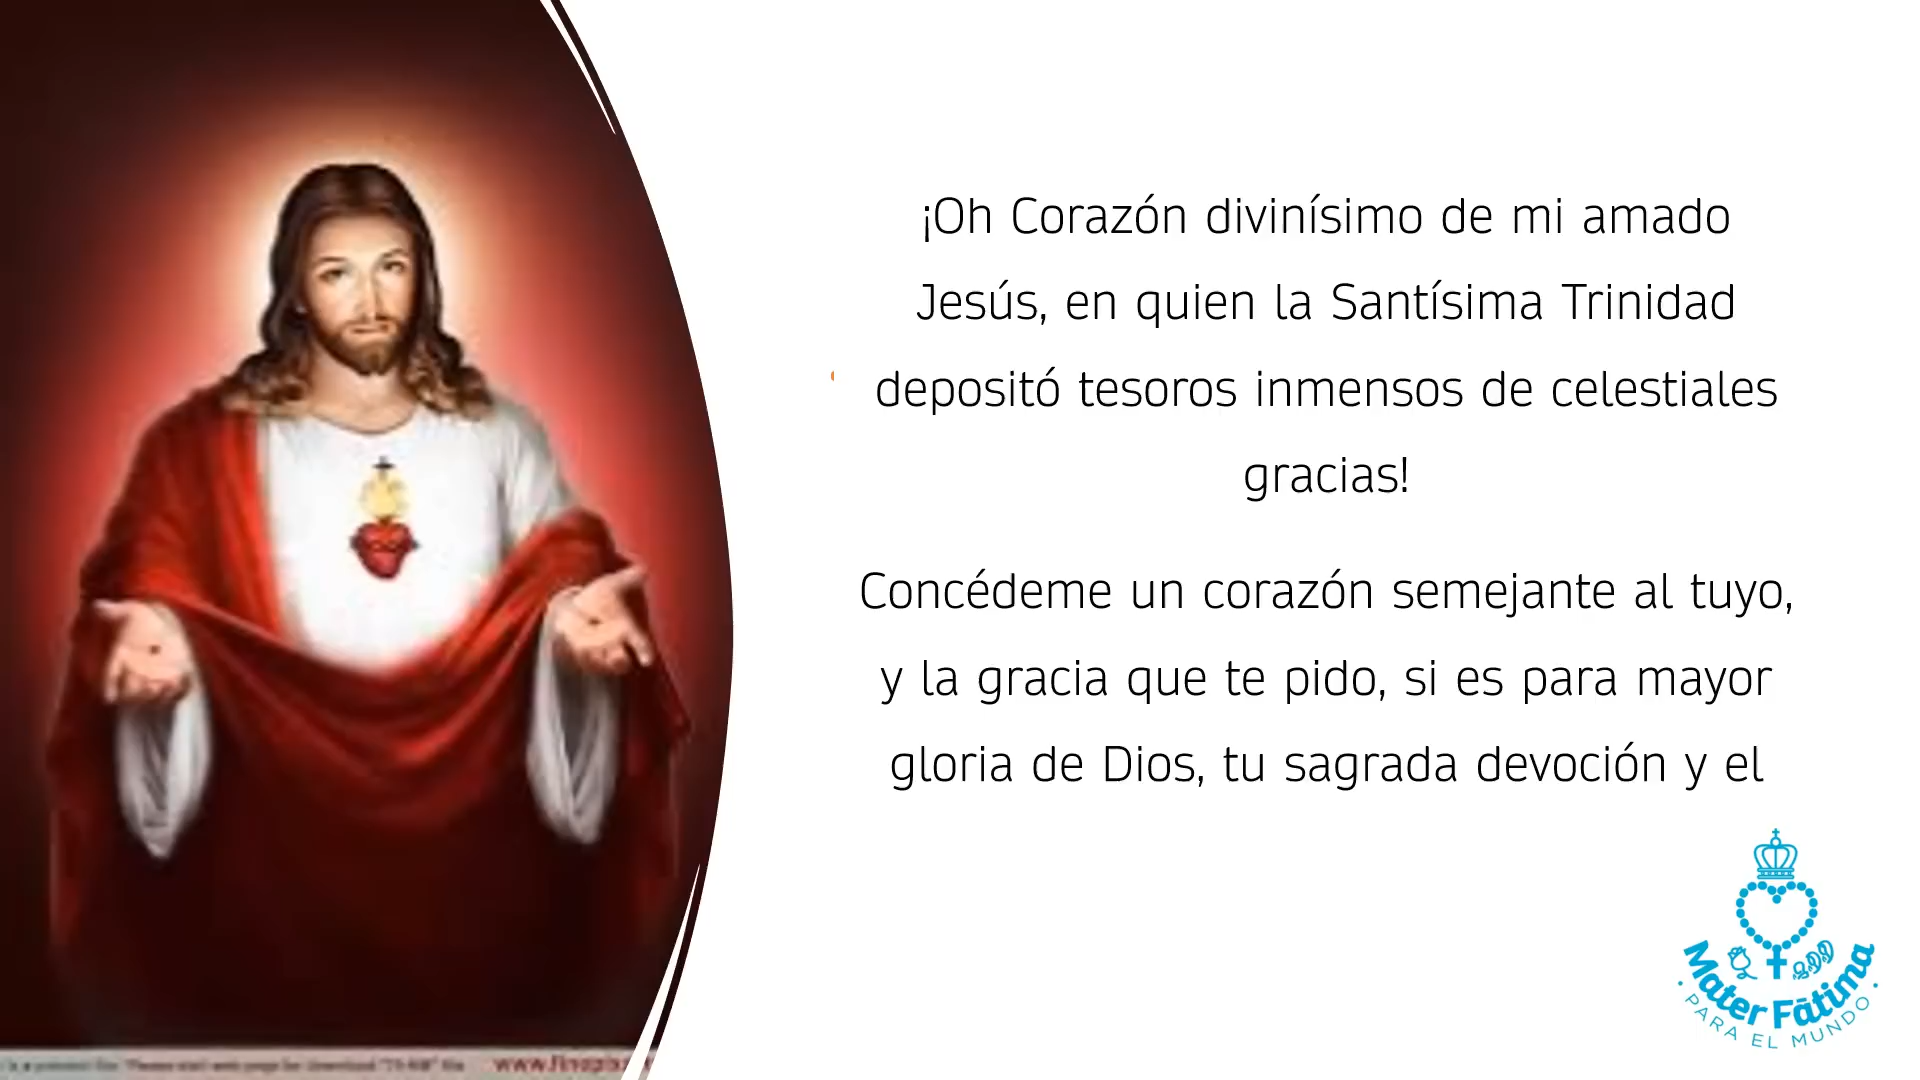 ¡Oh Corazón divinísimo de mi amado
Jesús, en quien la Santísima Trinidad
depositó tesoros inmensos de celestiales
gracias!
Concédeme un corazón semejante al tuyo,
y la gracia que te pido, si es para mayor
gloria de Dios, tu sagrada devoción y el
Mater Fātima
PARA EL MUNDO